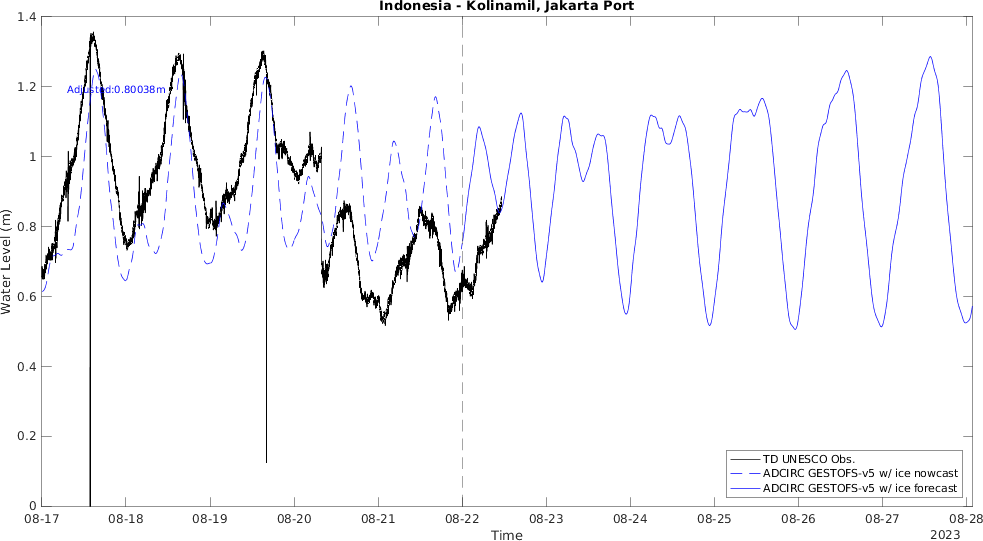 Indonesia - Kolinamil, Jakarta Port
1.4
1.2
1
0.8
0.6
0.4
0.2
0
Water Level (m)
Adjusted:0.80038m
TD UNESCO Obs.
ADCIRC GESTOFS-v5 w/ ice nowcast
ADCIRC GESTOFS-v5 w/ ice forecast
08-17 08-18 08-19 08-20 08-21 08-22 08-23 08-24 08-25 08-26 08-27 08-28
Time
2023